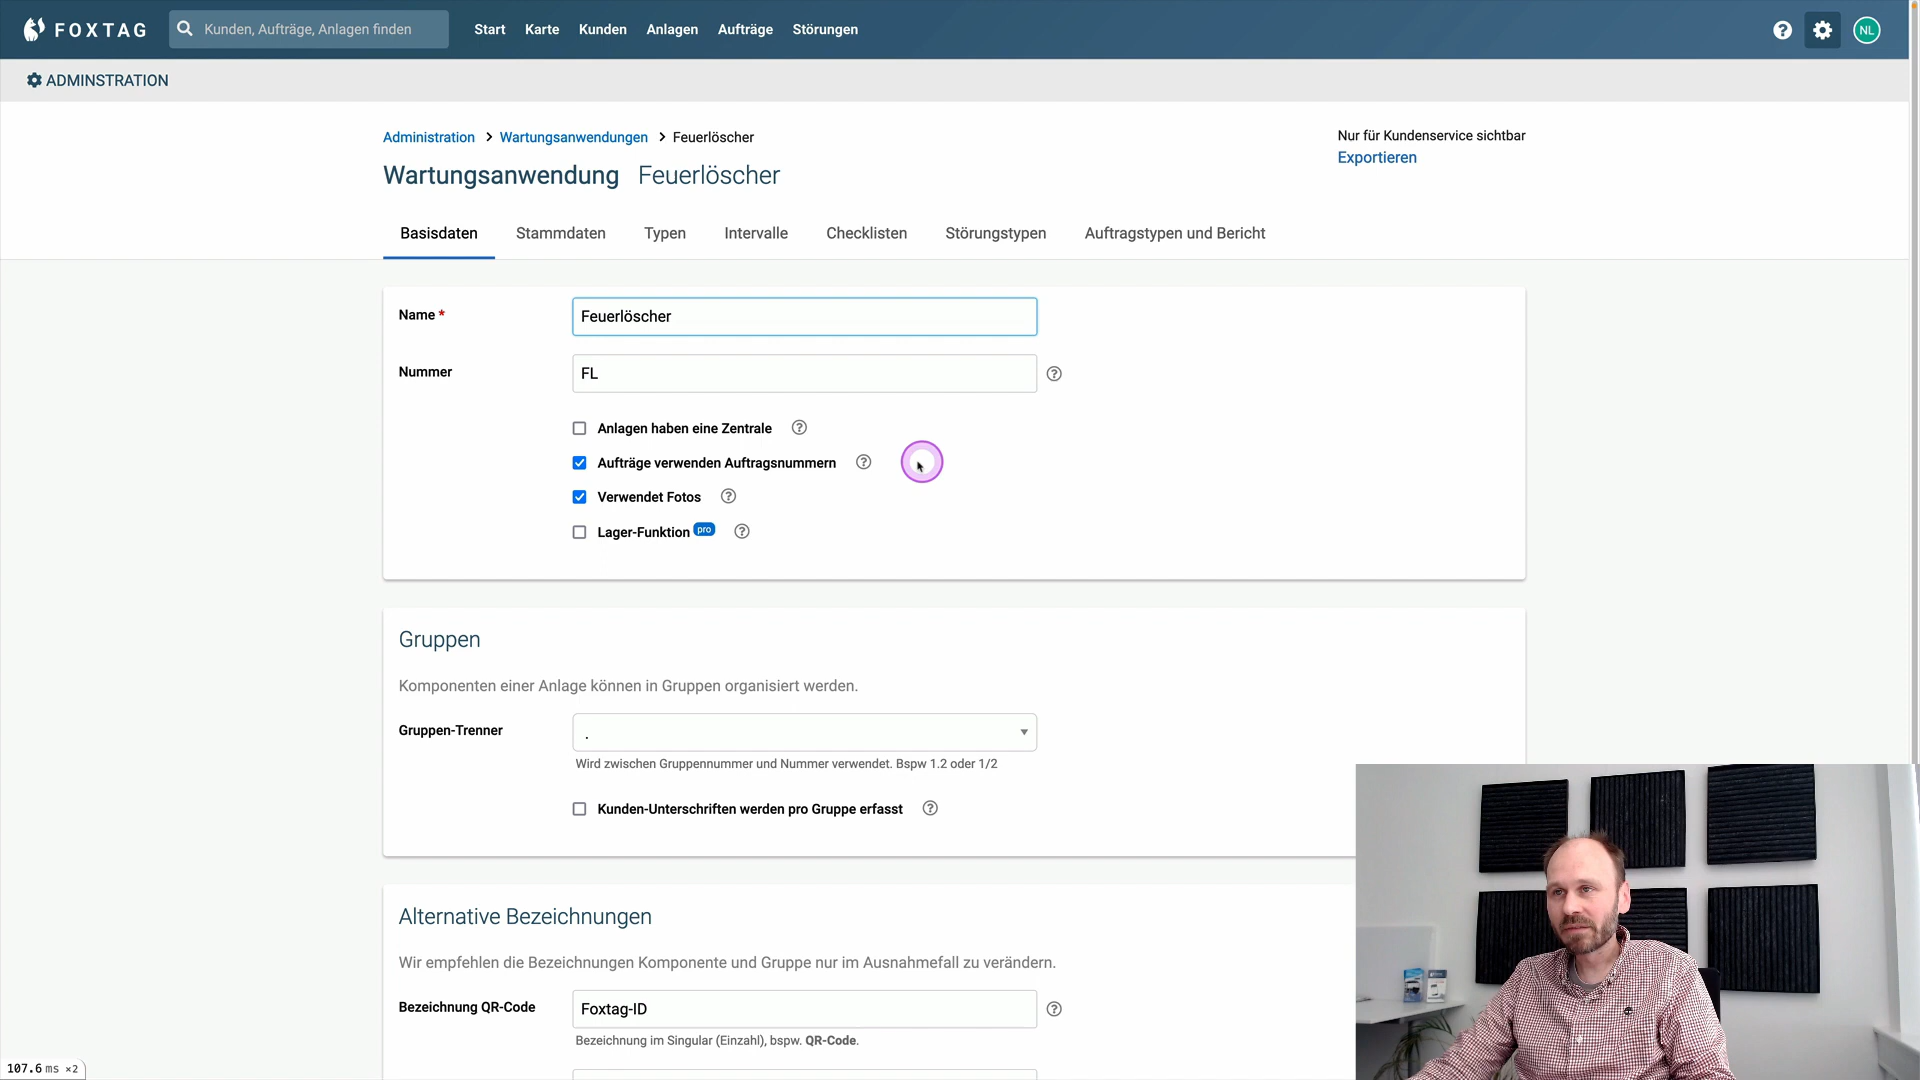 FOXTAG
Kunden, Aufträge, Anlagen finden
Start Karte Kunden Anlagen Aufträge Störungen
NL
ADMINSTRATION
Administration > Wartungsanwendungen > Feuerlöscher
Nur für Kundenservice sichtbar
Exportieren
Wartungsanwendung Feuerlöscher
Basisdaten Stammdaten Typen Intervalle Checklisten Störungstypen Auftragstypen und Bericht
Name * Feuerlöscher
Nummer FL
Anlagen haben eine Zentrale
Aufträge verwenden Auftragsnummern
Verwendet Fotos
Lager-Funktion pro
Gruppen
Komponenten einer Anlage können in Gruppen organisiert werden.
Gruppen-Trenner .
Wird zwischen Gruppennummer und Nummer verwendet. Bspw 1.2 oder 1/2
Kunden-Unterschriften werden pro Gruppe erfasst
Alternative Bezeichnungen
Wir empfehlen die Bezeichnungen Komponente und Gruppe nur im Ausnahmefall zu verändern.
Bezeichnung QR-Code Foxtag-ID
Bezeichnung im Singular (Einzahl), bspw. QR-Code.
107.6 ms ×2